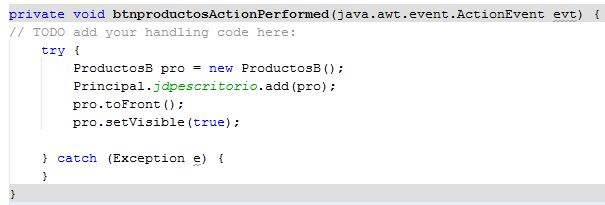 private void btnproductosActionPerformed(java.awt.event.ActionEvent evt) {
// TODO add your handling code here:
    try {
        ProductosB pro = new ProductosB();
        Principal.jdpescritorio.add(pro);
        pro.toFront();
        pro.setVisible(true);

    } catch (Exception e) {
    }
}